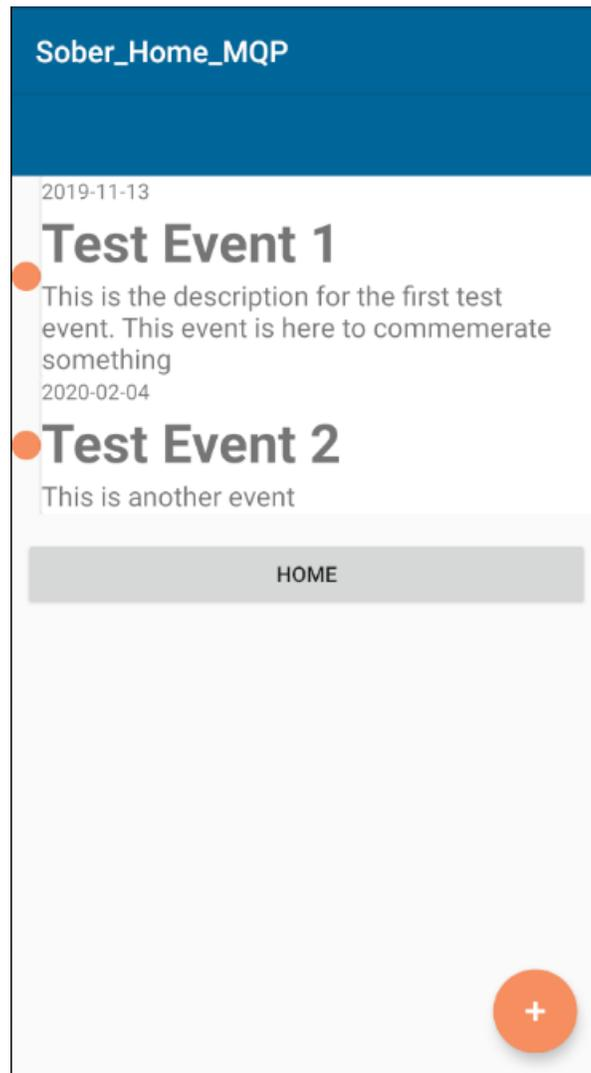 Sober_Home_MQP
2019-11-13
Test Event 1
This is the description for the first test
event. This event is here to commemerate
something
2020-02-04
Test Event 2
This is another event
HOME
+